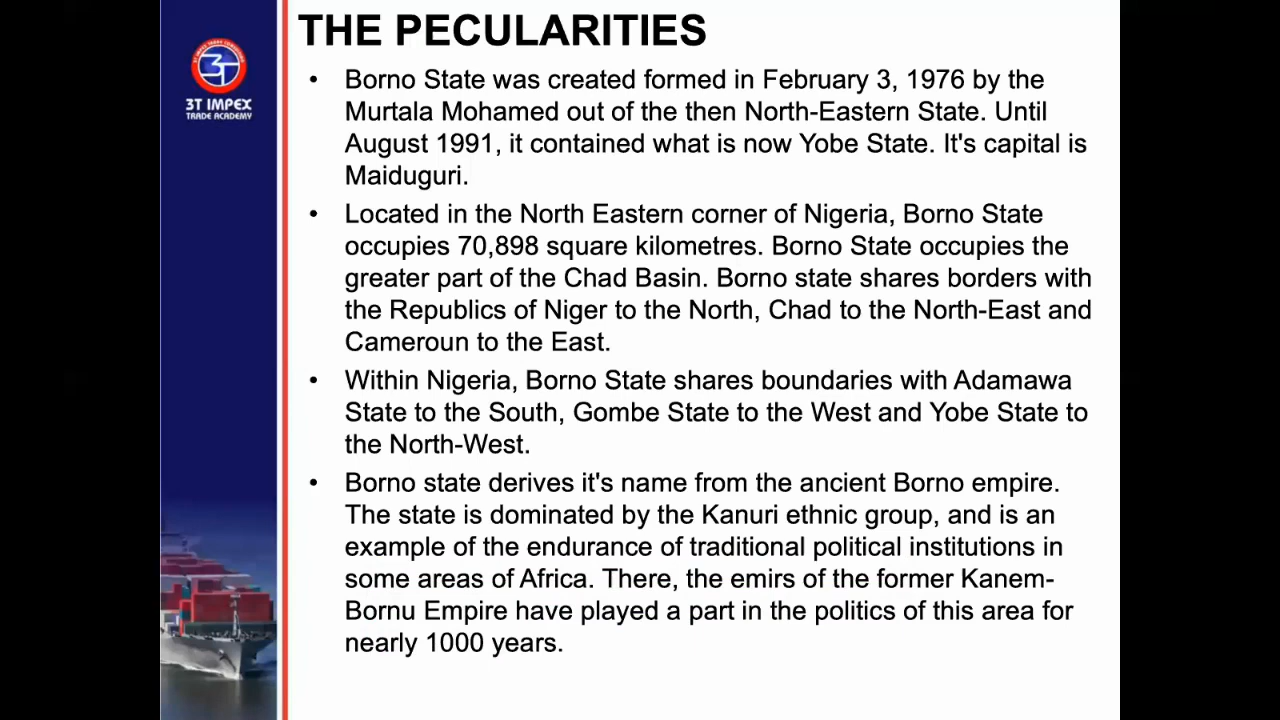 THE PECULARITIES
3T IMPEX
TRADE ACADEMY
• Borno State was created formed in February 3, 1976 by the
Murtala Mohamed out of the then North-Eastern State. Until
August 1991, it contained what is now Yobe State. It's capital is
Maiduguri.
• Located in the North Eastern corner of Nigeria, Borno State
occupies 70,898 square kilometres. Borno State occupies the
greater part of the Chad Basin. Borno state shares borders with
the Republics of Niger to the North, Chad to the North-East and
Cameroun to the East.
• Within Nigeria, Borno State shares boundaries with Adamawa
State to the South, Gombe State to the West and Yobe State to
the North-West.
• Borno state derives it's name from the ancient Borno empire.
The state is dominated by the Kanuri ethnic group, and is an
example of the endurance of traditional political institutions in
some areas of Africa. There, the emirs of the former Kanem-
Bornu Empire have played a part in the politics of this area for
nearly 1000 years.